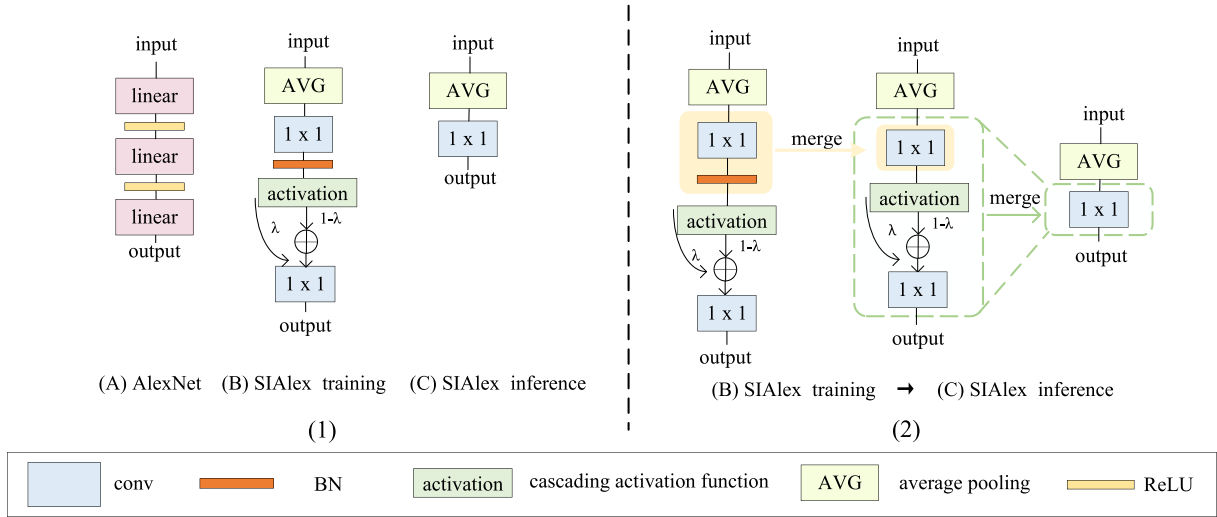 input
linear
linear
linear
output
(A) AlexNet
input
AVG
1 x 1
activation
λ
1-λ
1 x 1
output
(B) SIAlex training
input
AVG
1 x 1
output
(C) SIAlex inference
(1)
input
AVG
1 x 1
activation
λ
1-λ
1 x 1
output
merge
input
AVG
1 x 1
activation
λ
1-λ
1 x 1
output
merge
input
AVG
1 x 1
output
(B) SIAlex training → (C) SIAlex inference
(2)
conv
BN
activation cascading activation function
AVG average pooling
ReLU